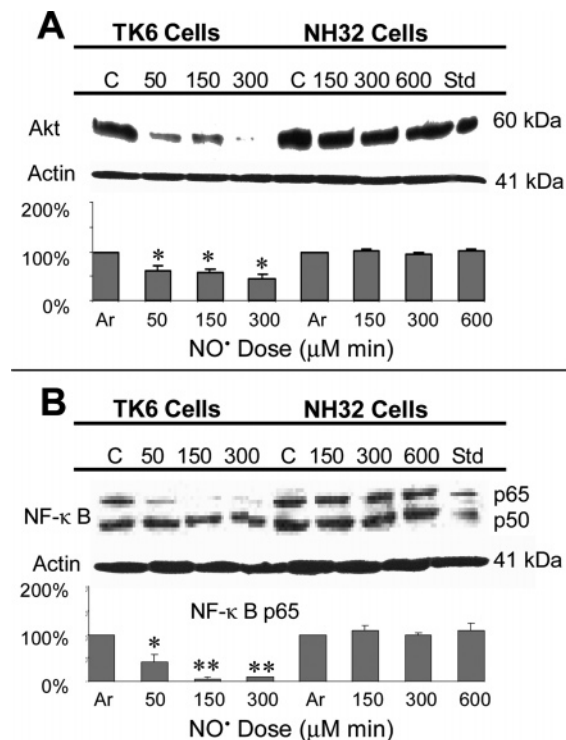 A
TK6 Cells NH32 Cells
C 50 150 300 C 150 300 600 Std
Akt 60 kDa
Actin 41 kDa
200%
100%
* * *
0%
Ar 50 150 300 Ar 150 300 600
NO• Dose (μM min)
B
TK6 Cells NH32 Cells
C 50 150 300 C 150 300 600 Std
p65
NF-κ B p50
Actin 41 kDa
200%
NF-κ B p65
100%
* ** **
0%
Ar 50 150 300 Ar 150 300 600
NO• Dose (μM min)